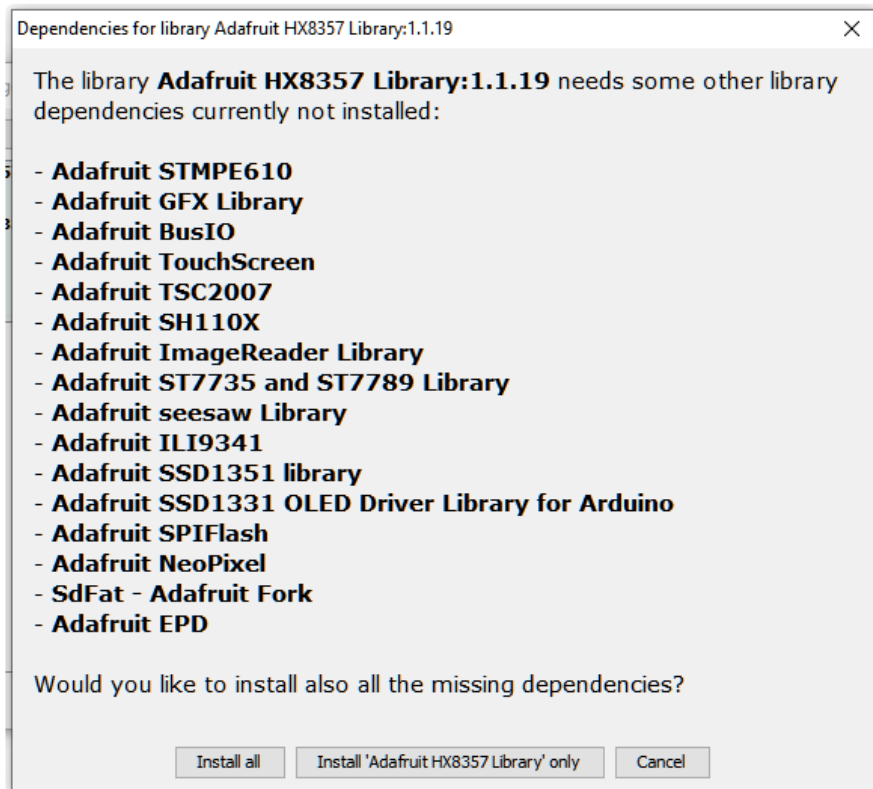 Dependencies for library Adafruit HX8357 Library:1.1.19
The library Adafruit HX8357 Library:1.1.19 needs some other library
dependencies currently not installed:
- Adafruit STMPE610
- Adafruit GFX Library
- Adafruit BusIO
- Adafruit TouchScreen
- Adafruit TSC2007
- Adafruit SH110X
- Adafruit ImageReader Library
- Adafruit ST7735 and ST7789 Library
- Adafruit seesaw Library
- Adafruit ILI9341
- Adafruit SSD1351 library
- Adafruit SSD1331 OLED Driver Library for Arduino
- Adafruit SPIFlash
- Adafruit NeoPixel
- SdFat - Adafruit Fork
- Adafruit EPD
Would you like to install also all the missing dependencies?
Install all
Install 'Adafruit HX8357 Library' only
Cancel